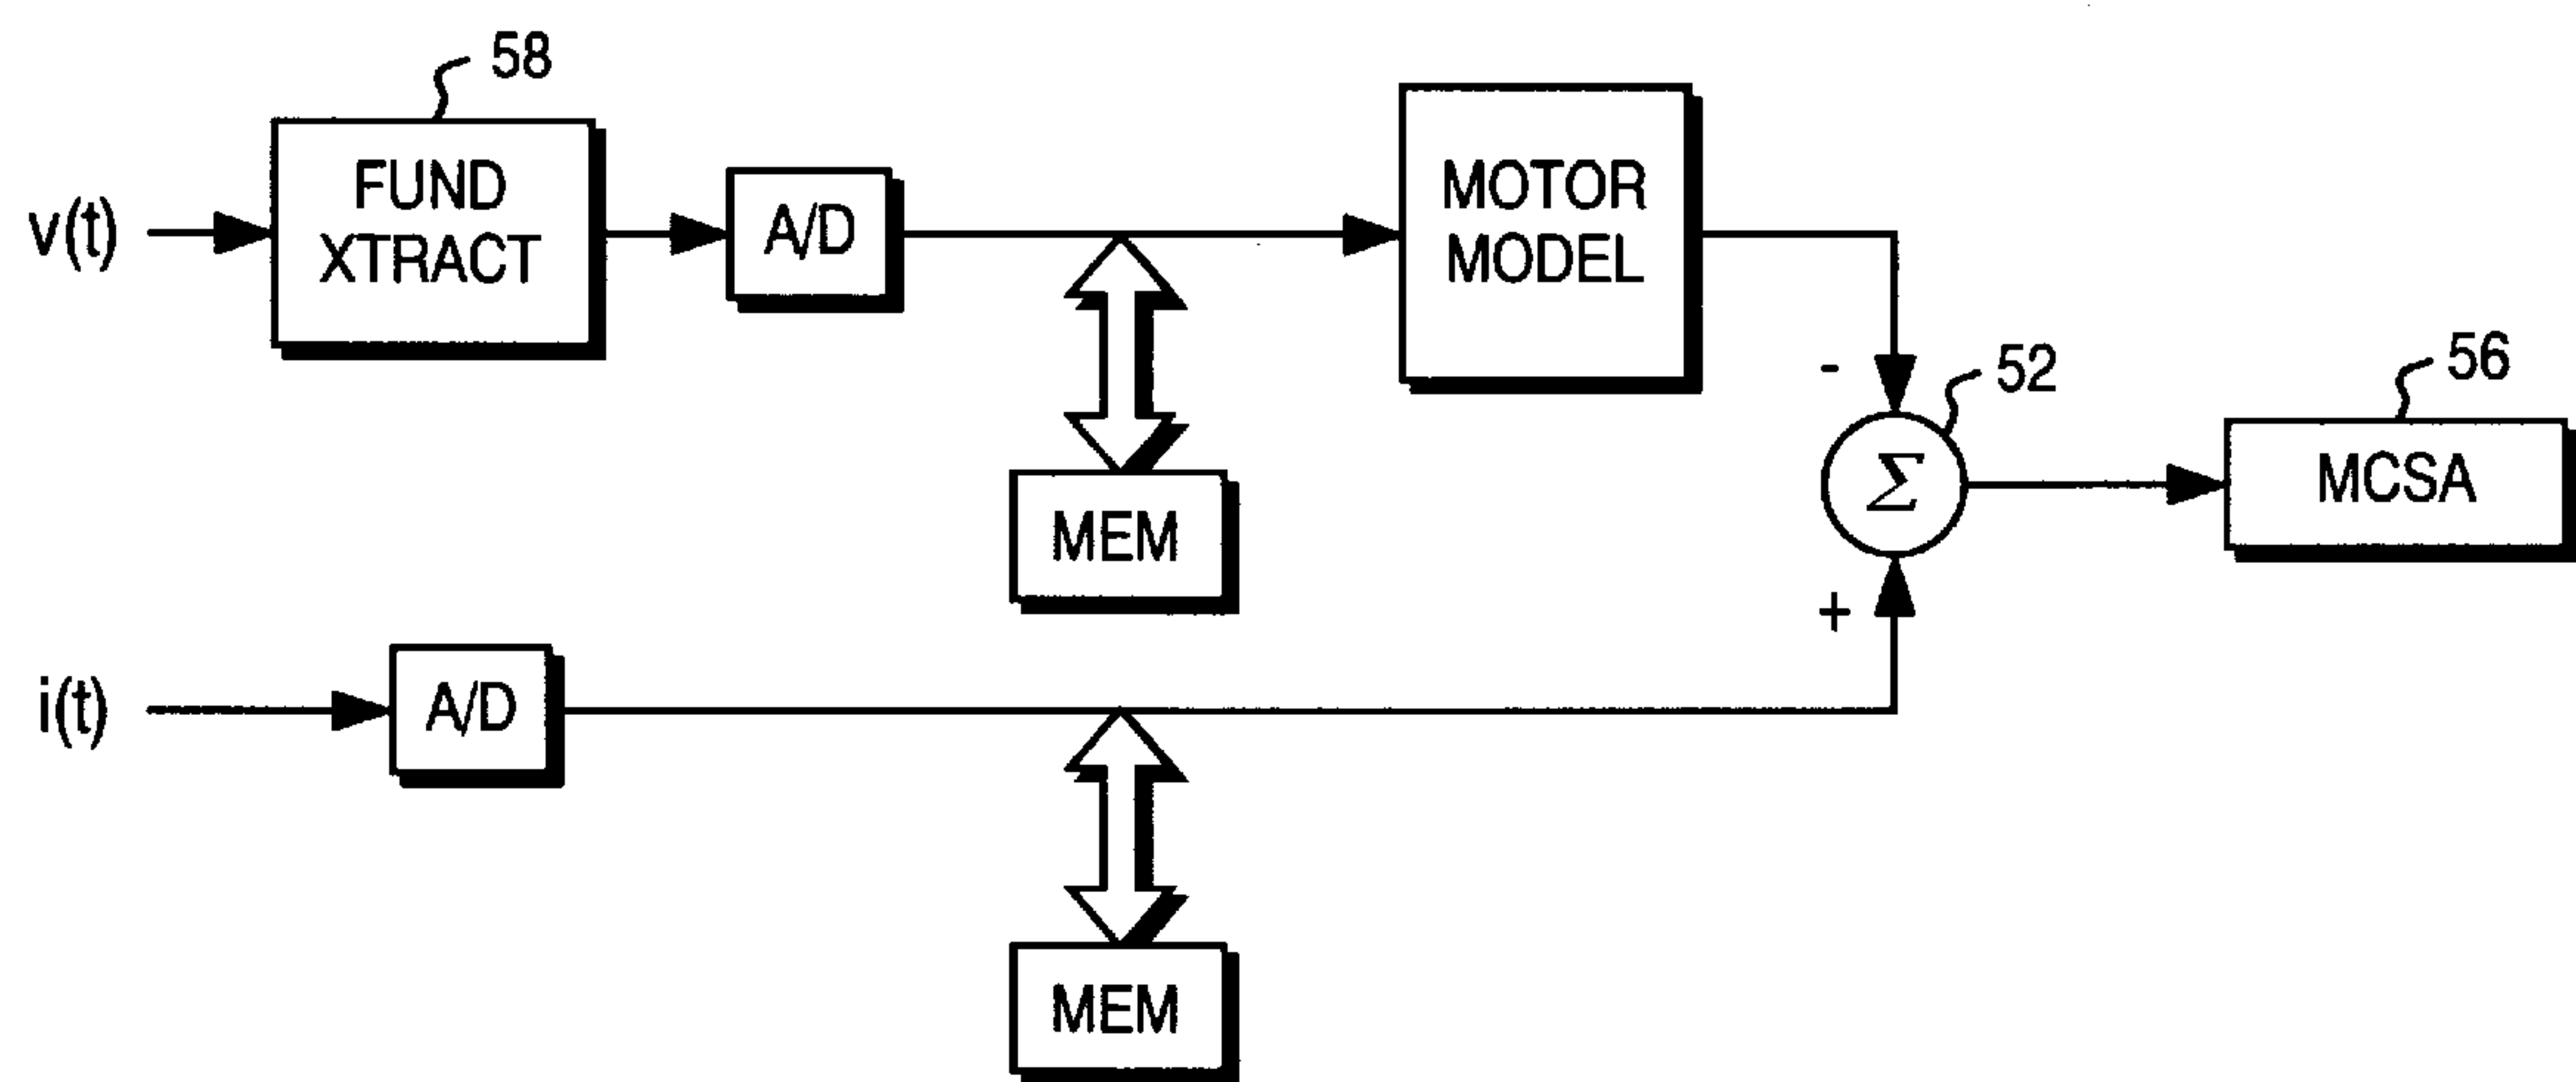 58
FUND
XTRACT
v(t)
A/D
MOTOR
MODEL
-
52
56
Σ
MCSA
MEM
+
i(t)
A/D
MEM